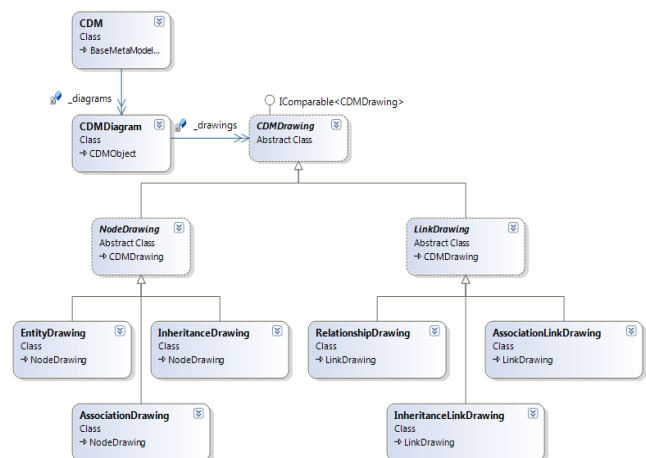 CDM
Class
BaseMetaModel...
_diagrams
IComparable<CDMDrawing>
CDMDiagram
Class
CDMObject
_drawings
CDMDrawing
Abstract Class
NodeDrawing
Abstract Class
CDMDrawing
LinkDrawing
Abstract Class
CDMDrawing
EntityDrawing
Class
NodeDrawing
InheritanceDrawing
Class
NodeDrawing
RelationshipDrawing
Class
LinkDrawing
AssociationLinkDrawing
Class
LinkDrawing
AssociationDrawing
Class
NodeDrawing
InheritanceLinkDrawing
Class
LinkDrawing